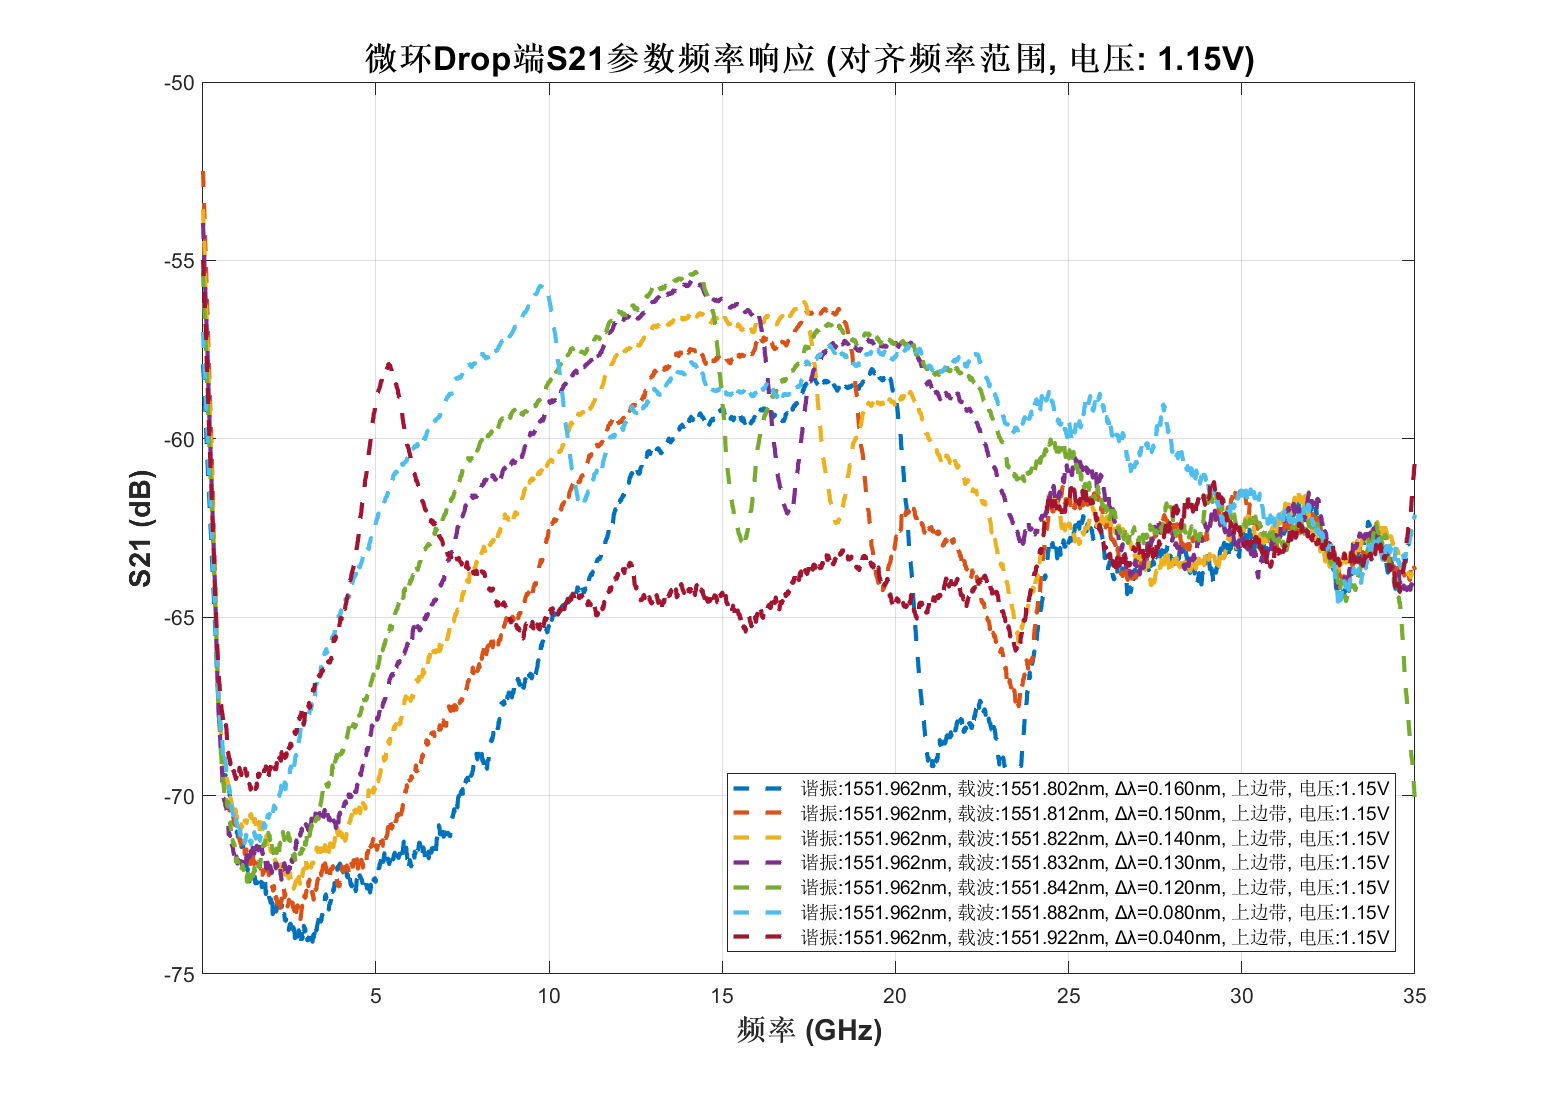 微环Drop端S21参数频率响应 (对齐频率范围, 电压: 1.15V)
S21 (dB)
-50
-55
-60
-65
-70
-75
5
10
15
20
25
30
35
频率 (GHz)
谐振:1551.962nm, 载波:1551.802nm, Δλ=0.160nm, 上边带, 电压:1.15V
谐振:1551.962nm, 载波:1551.812nm, Δλ=0.150nm, 上边带, 电压:1.15V
谐振:1551.962nm, 载波:1551.822nm, Δλ=0.140nm, 上边带, 电压:1.15V
谐振:1551.962nm, 载波:1551.832nm, Δλ=0.130nm, 上边带, 电压:1.15V
谐振:1551.962nm, 载波:1551.842nm, Δλ=0.120nm, 上边带, 电压:1.15V
谐振:1551.962nm, 载波:1551.882nm, Δλ=0.080nm, 上边带, 电压:1.15V
谐振:1551.962nm, 载波:1551.922nm, Δλ=0.040nm, 上边带, 电压:1.15V